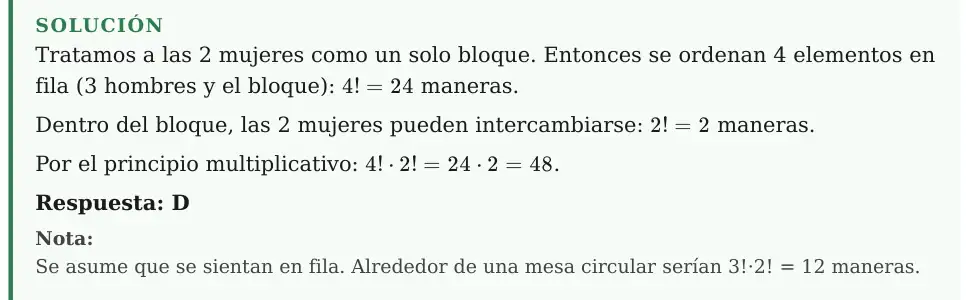 SOLUCIÓN
Tratamos a las 2 mujeres como un solo bloque. Entonces se ordenan 4 elementos en
fila (3 hombres y el bloque): 4! = 24 maneras.
Dentro del bloque, las 2 mujeres pueden intercambiarse: 2! = 2 maneras.
Por el principio multiplicativo: 4! · 2! = 24 · 2 = 48.
Respuesta: D
Nota:
Se asume que se sientan en fila. Alrededor de una mesa circular serían 3!·2! = 12 maneras.